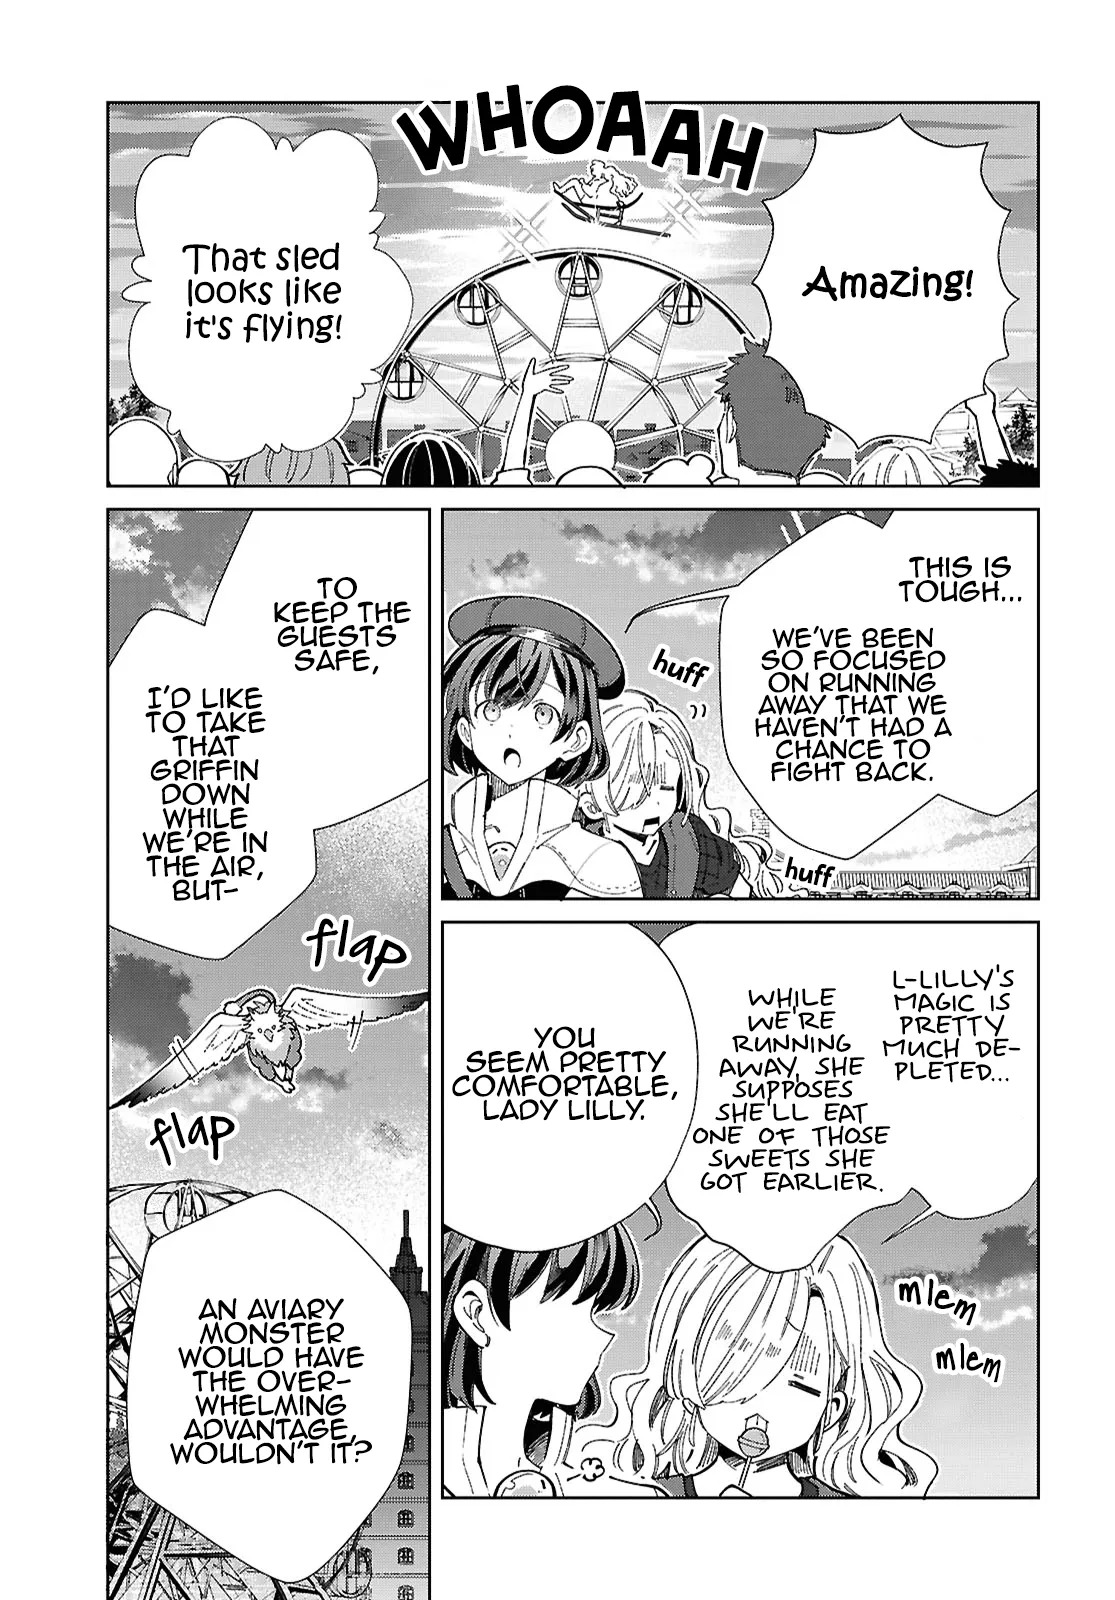 WHOAAH
Amazing!
That sled
looks like
it's flying!
THIS IS
TOUGH...
WE'VE BEEN
SO FOCUSED
ON RUNNING
AWAY THAT WE
HAVEN'T HAD A
CHANCE TO
FIGHT BACK.
huff
huff
L-LILLY'S
MAGIC IS
PRETTY
MUCH DE-
PLETED...
WHILE
WE'RE
RUNNING
AWAY, SHE
SUPPOSES
SHE'LL EAT
ONE OF THOSE
SWEETS SHE
GOT EARLIER.
YOU
SEEM PRETTY
COMFORTABLE,
LADY LILLY.
mlem
mlem
TO
KEEP THE
GUESTS
SAFE,
I'D LIKE
TO TAKE
THAT
GRIFFIN
DOWN
WHILE
WE'RE IN
THE AIR,
BUT-
flap
flap
AN AVIARY
MONSTER
WOULD HAVE
THE OVER-
WHELMING
ADVANTAGE,
WOULDN'T IT?